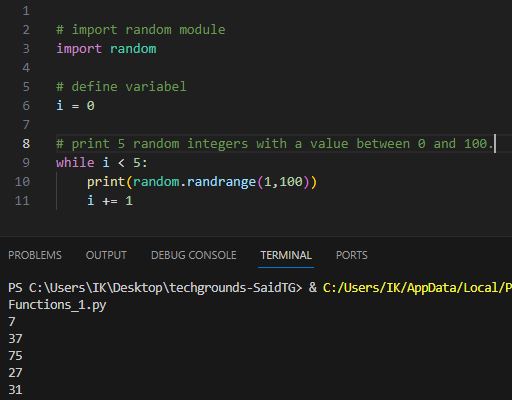 1
2 # import random module
3 import random
4
5 # define variabel
6 i = 0
7
8 # print 5 random integers with a value between 0 and 100.
9 while i < 5:
10     print(random.randrange(1,100))
11     i += 1
PROBLEMS OUTPUT DEBUG CONSOLE TERMINAL PORTS
PS C:\Users\IK\Desktop\techgrounds-SaidTG> & C:/Users/IK/AppData/Local/P
Functions_1.py
7
37
75
27
31